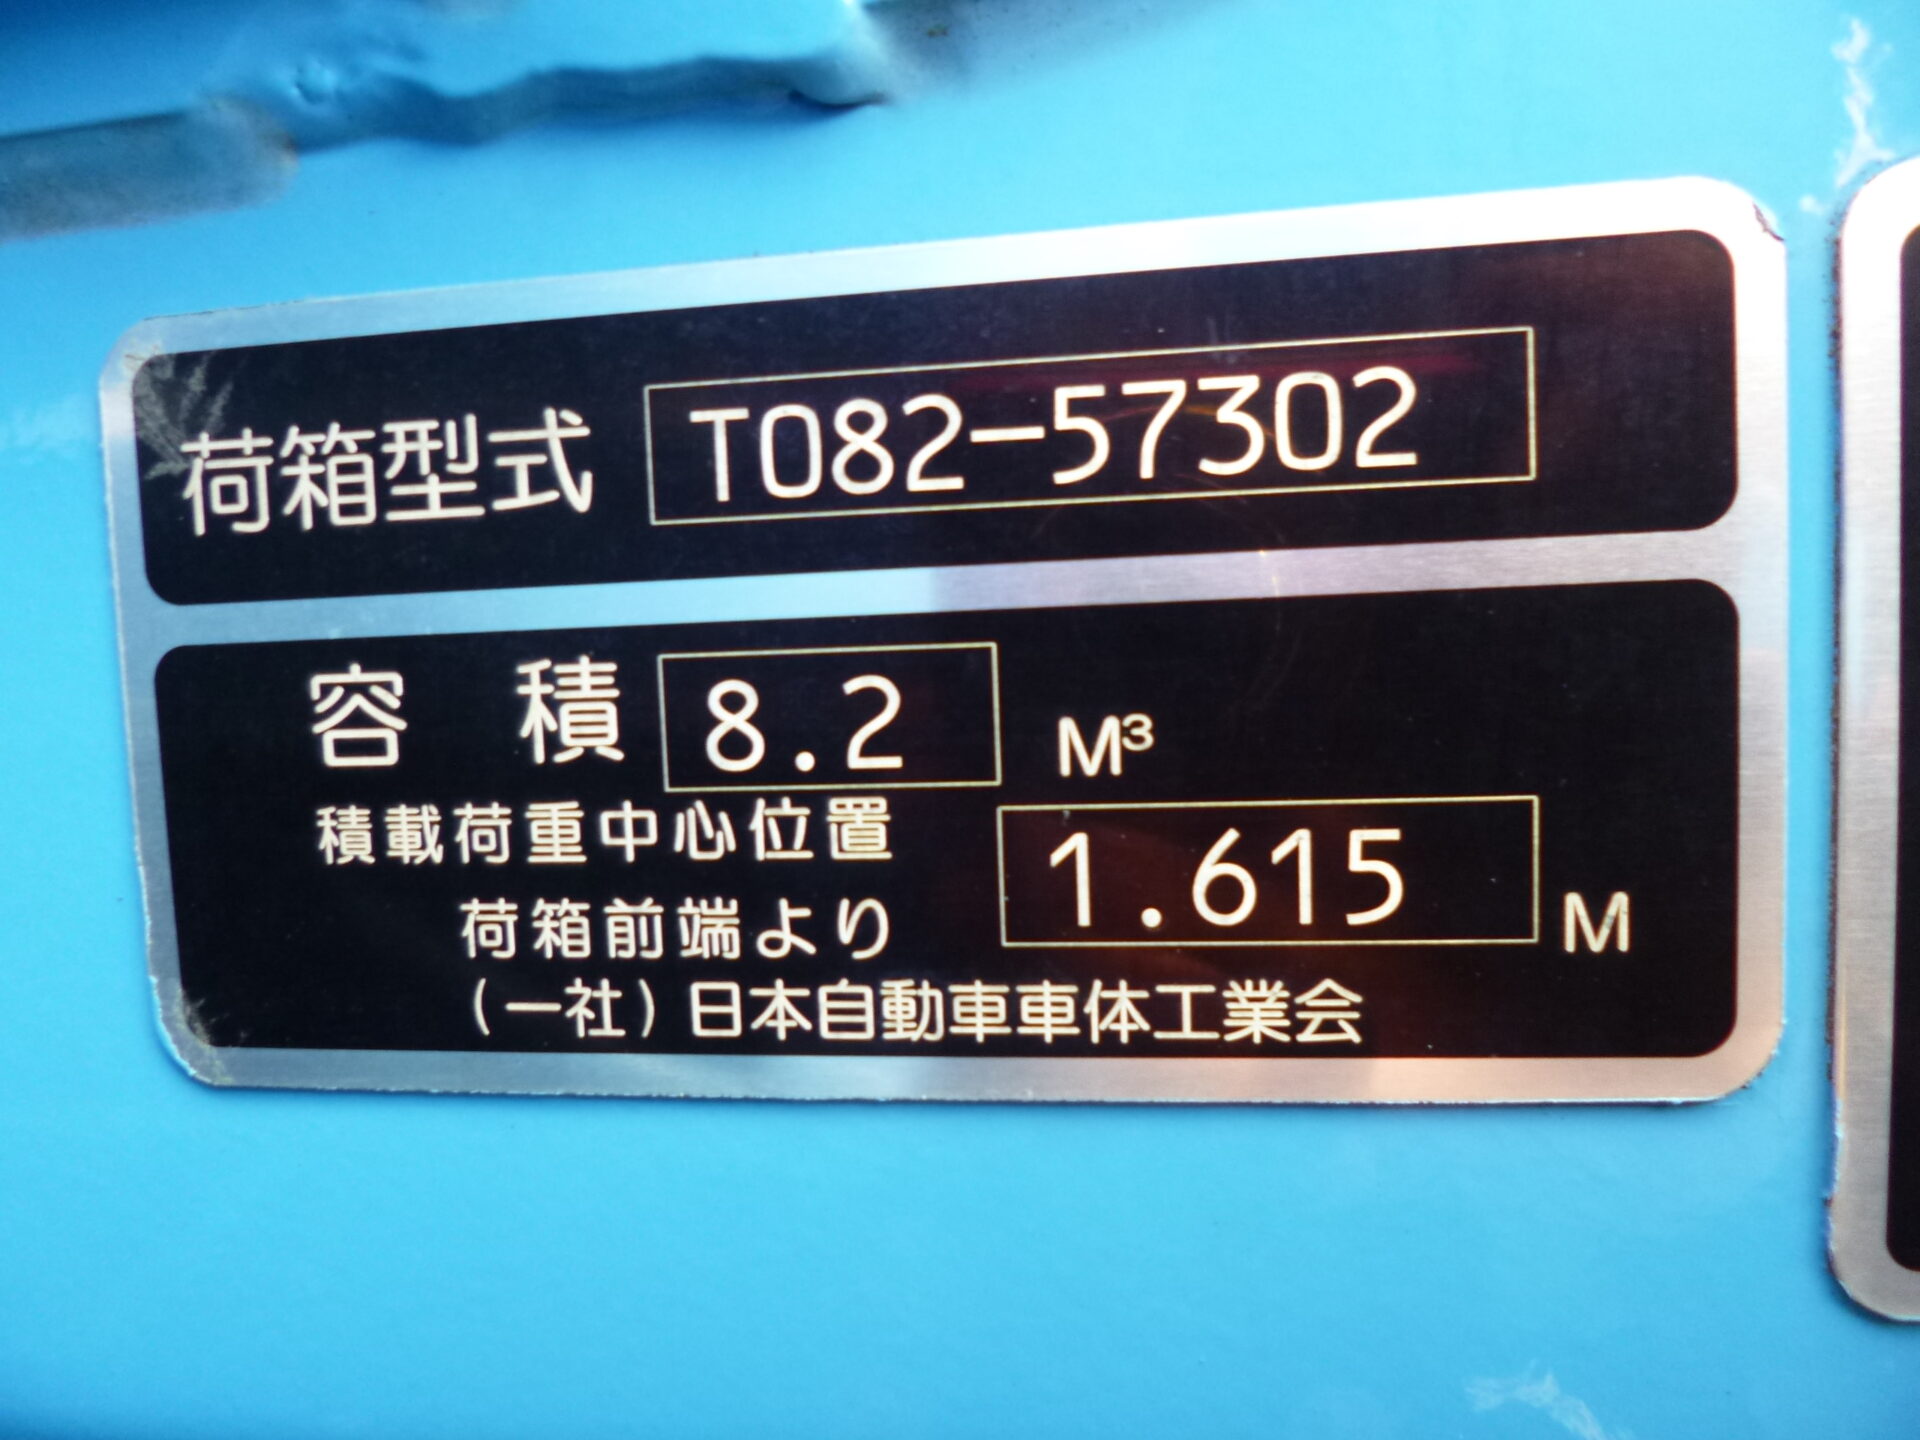 荷箱型式 T082-57302
容積 8.2 M³
積載荷重中心位置
荷箱前端より 1.615 M
(一社)日本自動車車体工業会